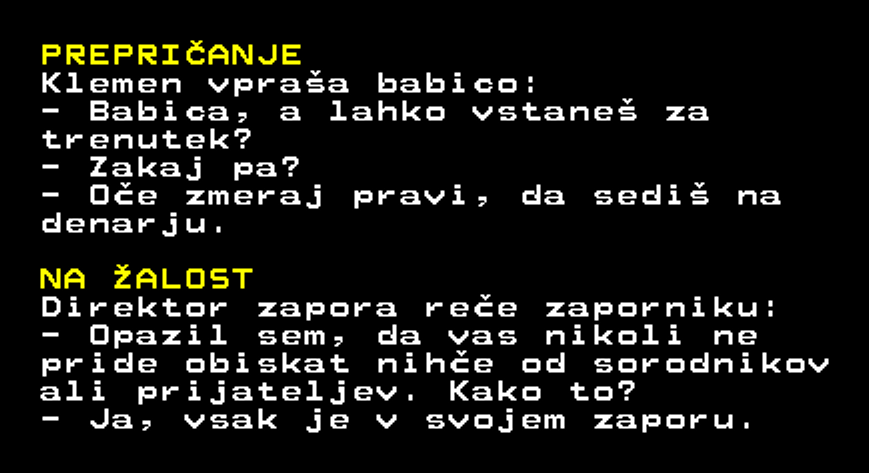 PREPRIČANJE
Klemen vpraša babico:
- Babica, a lahko vstaneš za
trenutek?
- Zakaj pa?
- Oče zmeraj pravi, da sediš na
denarju.
NA ŽALOST
Direktor zapora reče zaporniku:
- Opazil sem, da vas nikoli ne
pride obiskat nihče od sorodnikov
ali prijateljev. Kako to?
- Ja, vsak je v svojem zaporu.